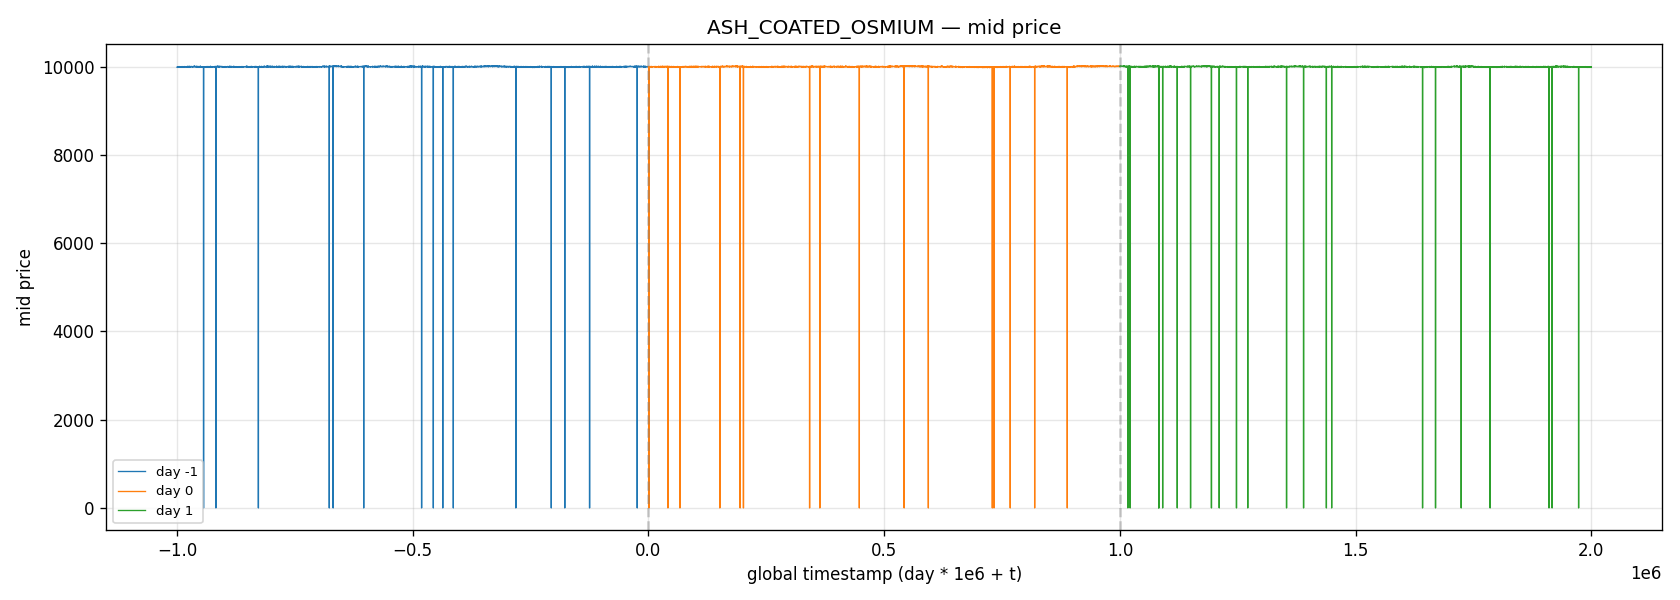 ASH_COATED_OSMIUM — mid price
mid price
10000
8000
6000
4000
2000
0
day -1
day 0
day 1
−1.0
−0.5
0.0
0.5
1.0
1.5
2.0
1e6
global timestamp (day * 1e6 + t)